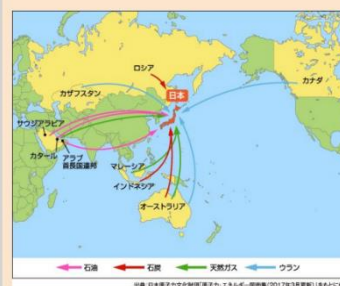 ロシア
日本
カナダ
カザフスタン
サウジアラビア
カタール
アラブ
首長国連邦
マレーシア
インドネシア
オーストラリア
石油
石炭
天然ガス
ウラン